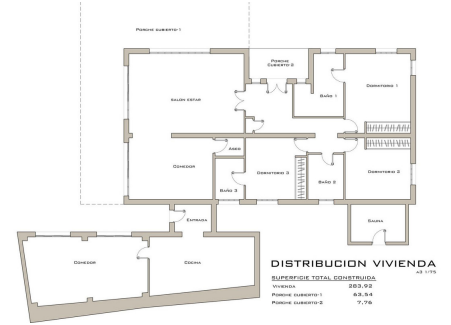 Porche cubierto-1
Porche
cubierto-2
Dormitorio 1
Baño 1
salon estar
Aseo
Comedor
Baño 3
Dormitorio 3
Baño 2
Dormitorio 2
Entrada
Sauna
Comedor
Cocina
DISTRIBUCION VIVIENDA
SUPERFICIE TOTAL CONSTRUIDA
Vivienda 283,92
Porche cubierto-1 63,54
Porche cubierto-2 7,76